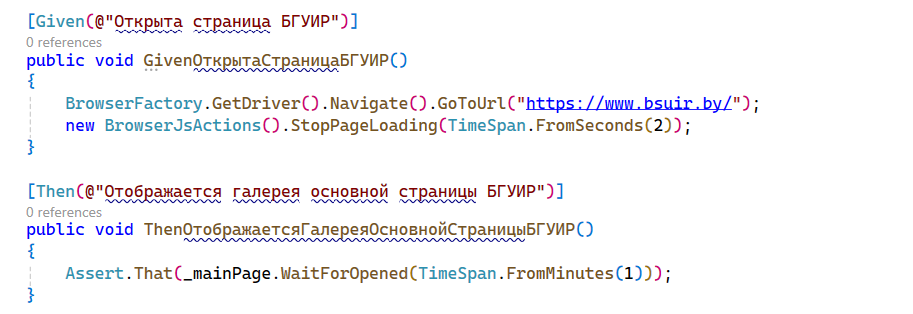 [Given(@"Открыта страница БГУИР")]
0 references
public void GivenОткрытаСтраницаБГУИР()
{
BrowserFactory.GetDriver().Navigate().GoToUrl("https://www.bsuir.by/");
new BrowserJsActions().StopPageLoading(TimeSpan.FromSeconds(2));
}
[Then(@"Отображается галерея основной страницы БГУИР")]
0 references
public void ThenОтображаетсяГалереяОсновнойСтраницыБГУИР()
{
Assert.That(_mainPage.WaitForOpened(TimeSpan.FromMinutes(1)));
}